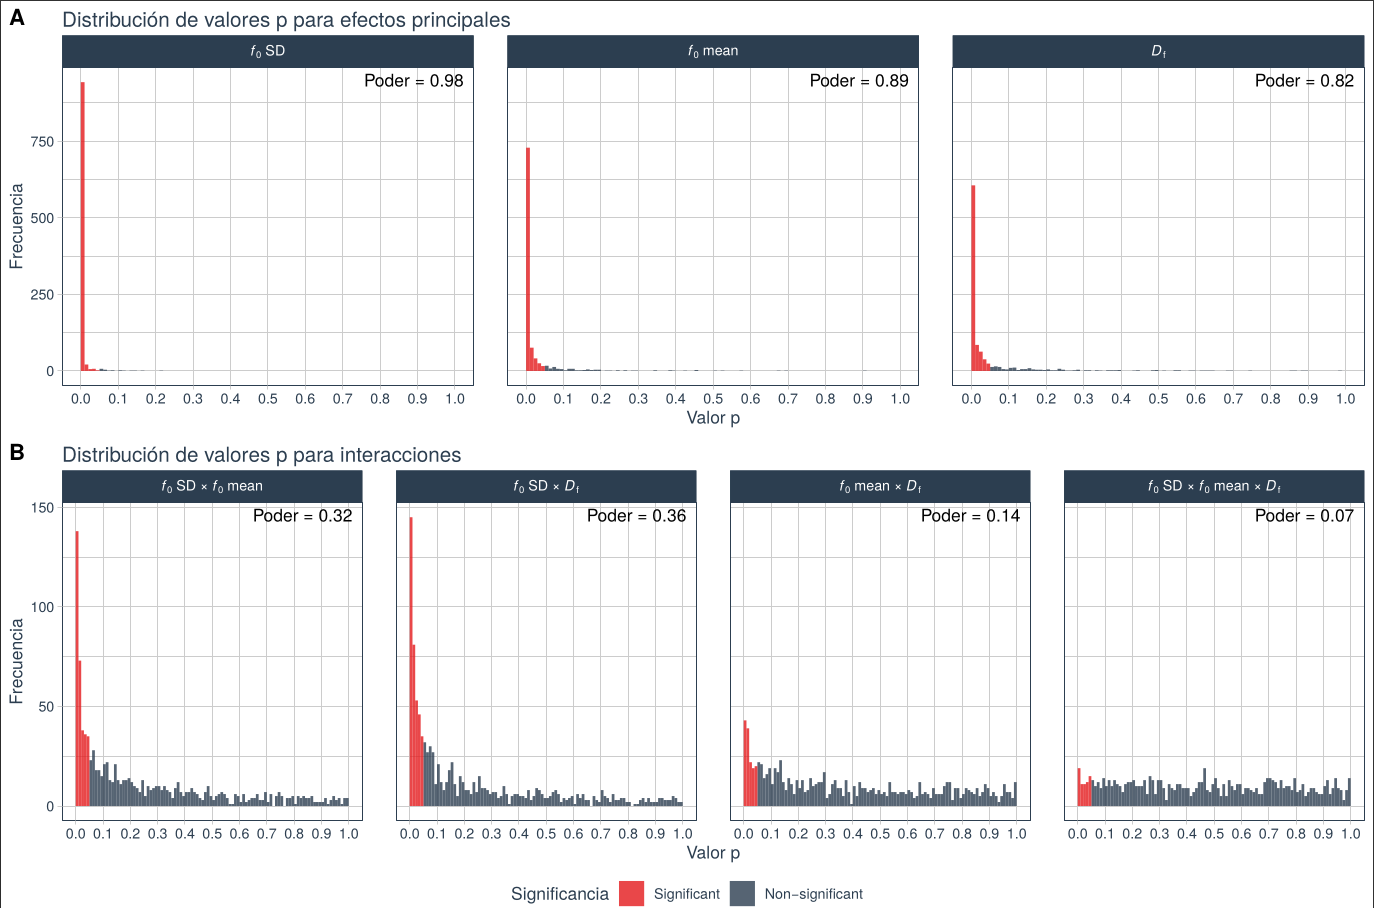 A
Distribución de valores p para efectos principales
f₀ SD
f₀ mean
D_f
Poder = 0.98
Poder = 0.89
Poder = 0.82
Frecuencia
750
500
250
0
0.0 0.1 0.2 0.3 0.4 0.5 0.6 0.7 0.8 0.9 1.0
0.0 0.1 0.2 0.3 0.4 0.5 0.6 0.7 0.8 0.9 1.0
0.0 0.1 0.2 0.3 0.4 0.5 0.6 0.7 0.8 0.9 1.0
Valor p
B
Distribución de valores p para interacciones
f₀ SD × f₀ mean
f₀ SD × D_f
f₀ mean × D_f
f₀ SD × f₀ mean × D_f
Poder = 0.32
Poder = 0.36
Poder = 0.14
Poder = 0.07
Frecuencia
150
100
50
0
0.0 0.1 0.2 0.3 0.4 0.5 0.6 0.7 0.8 0.9 1.0
0.0 0.1 0.2 0.3 0.4 0.5 0.6 0.7 0.8 0.9 1.0
0.0 0.1 0.2 0.3 0.4 0.5 0.6 0.7 0.8 0.9 1.0
0.0 0.1 0.2 0.3 0.4 0.5 0.6 0.7 0.8 0.9 1.0
Valor p
Significancia Significant Non−significant